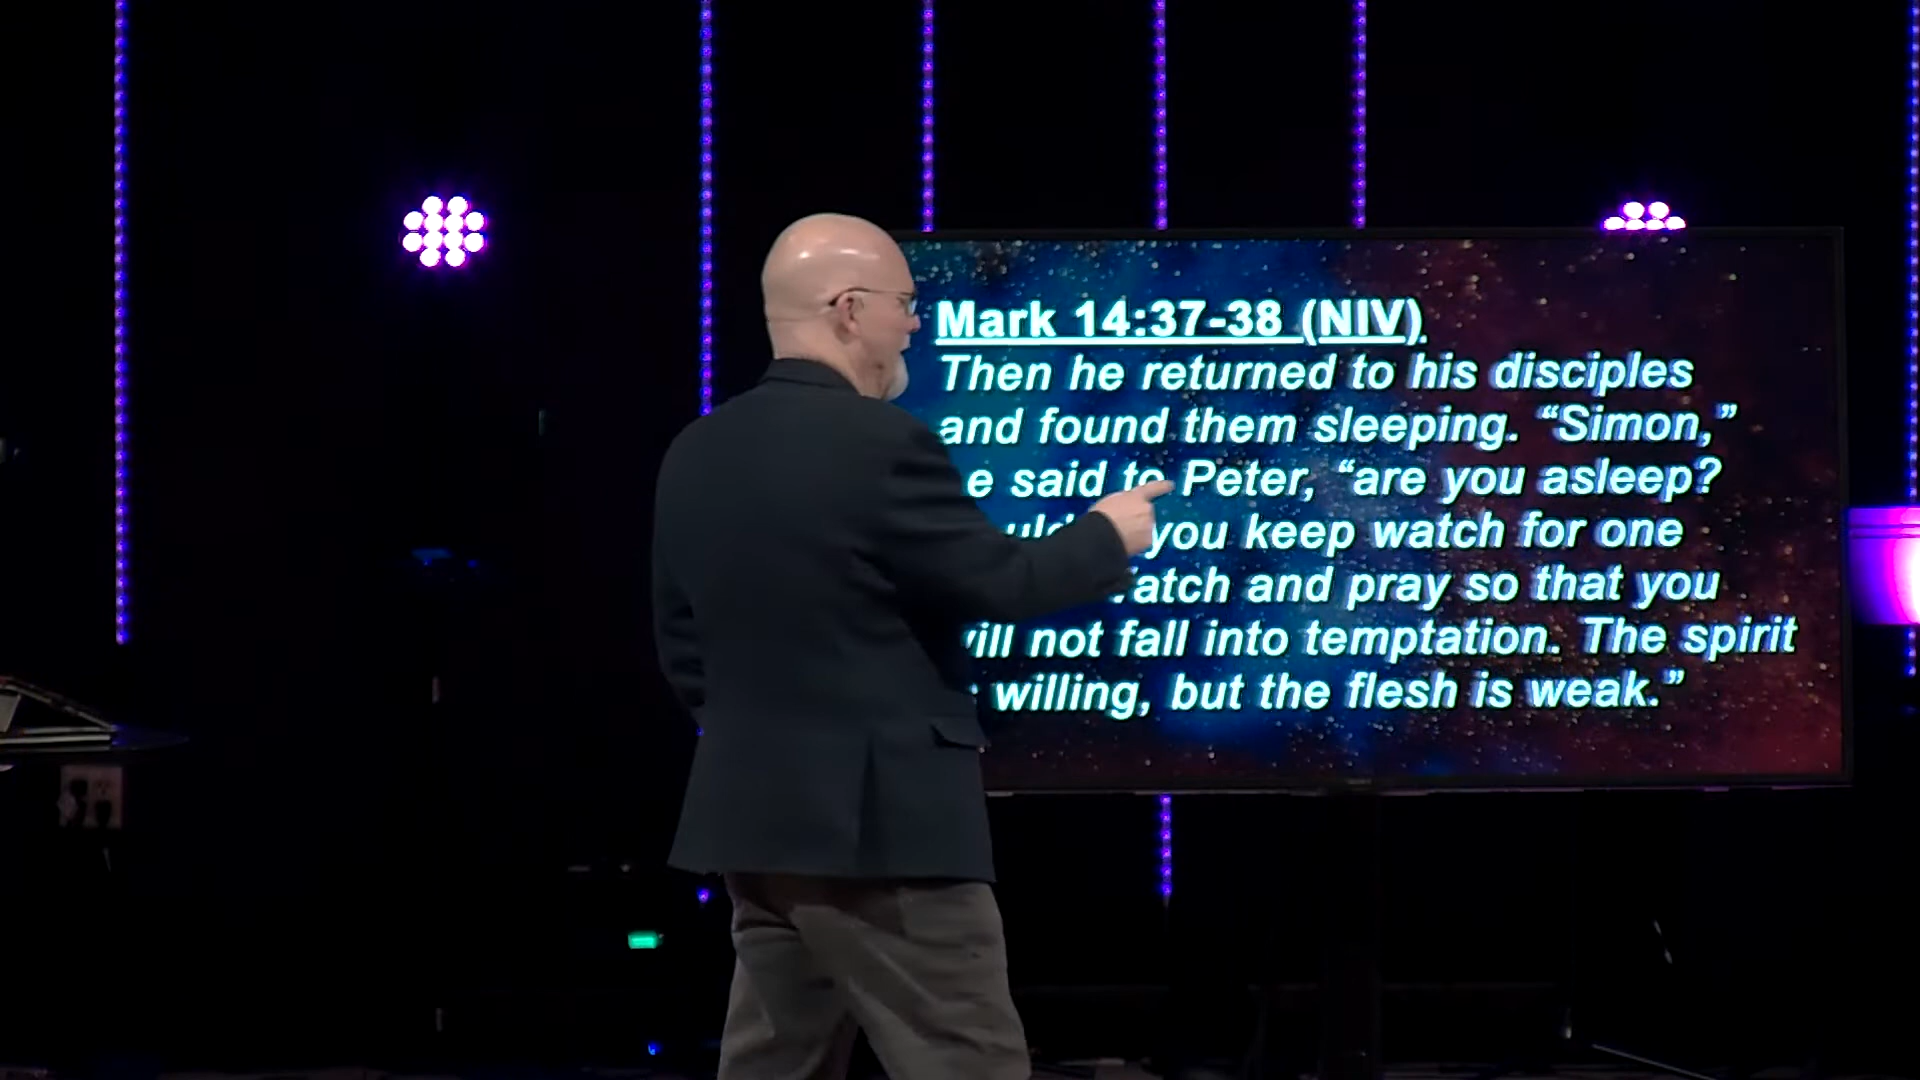 Mark 14:37-38 (NIV)
Then he returned to his disciples
and found them sleeping. “Simon,”
said to Peter, “are you asleep?
you keep watch for one
and pray so that you
not fall into temptation. The spirit
willing, but the flesh is weak.”